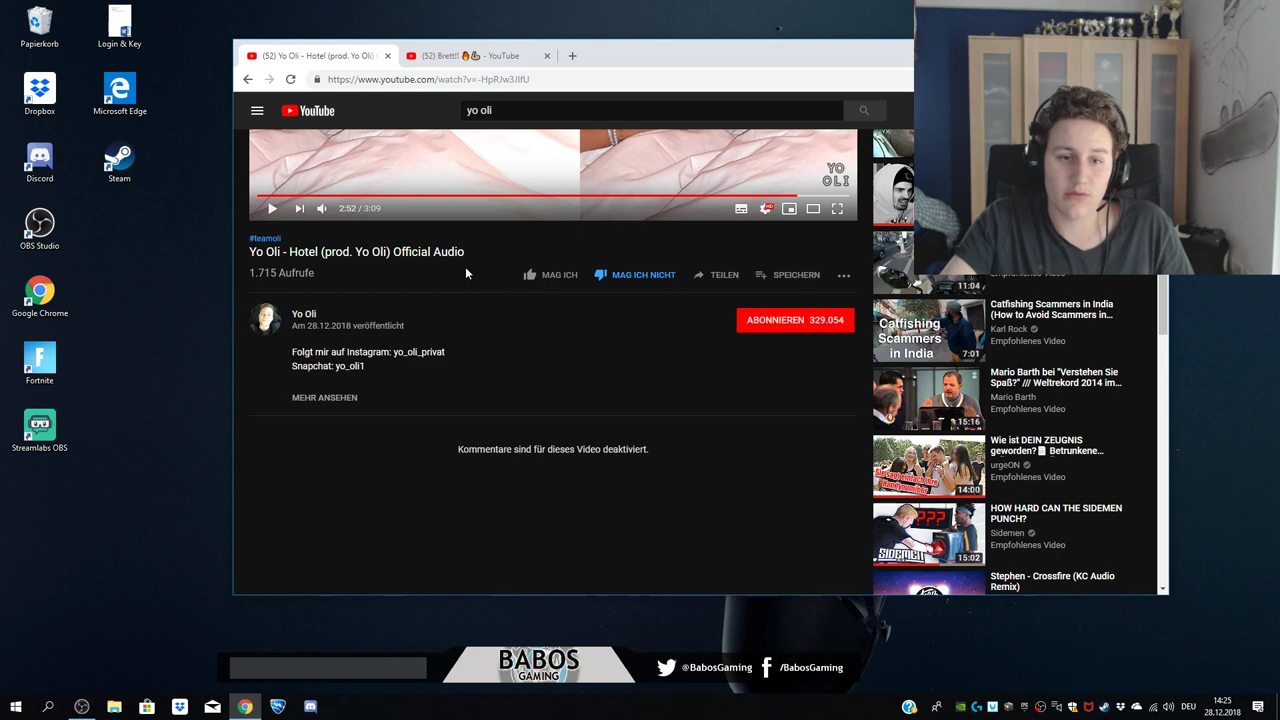 Papierkorb
Login & Key
Dropbox
Microsoft Edge
Discord
Steam
OBS Studio
Google Chrome
Fortnite
Streamlabs OBS
(52) Yo Oli - Hotel (prod. Yo Oli)
(52) Brett!! 🔥💪 - YouTube
https://www.youtube.com/watch?v=-HpRJw3JlfU
YouTube
yo oli
YO
OLI
2:52 / 3:09
HD
#teamoli
Yo Oli - Hotel (prod. Yo Oli) Official Audio
1.715 Aufrufe
MAG ICH
MAG ICH NICHT
TEILEN
SPEICHERN
Yo Oli
Am 28.12.2018 veröffentlicht
ABONNIEREN 329.054
Folgt mir auf Instagram: yo_oli_privat
Snapchat: yo_oli1
MEHR ANSEHEN
Kommentare sind für dieses Video deaktiviert.
11:04
Catfishing
Scammers
in India
7:01
Catfishing Scammers in India
(How to Avoid Scammers in...
Karl Rock
Empfohlenes Video
15:16
Mario Barth bei "Verstehen Sie
Spaß?" /// Weltrekord 2014 im...
Mario Barth
Empfohlenes Video
Sie sagt einfach ihre
Handynummer
14:00
Wie ist DEIN ZEUGNIS
geworden?📄 Betrunkene...
urgeON
Empfohlenes Video
???
SIDEMEN
15:02
HOW HARD CAN THE SIDEMEN
PUNCH?
Sidemen
Empfohlenes Video
Stephen - Crossfire (KC Audio
Remix)
BABOS
GAMING
@BabosGaming
/BabosGaming
DEU
14:25
28.12.2018